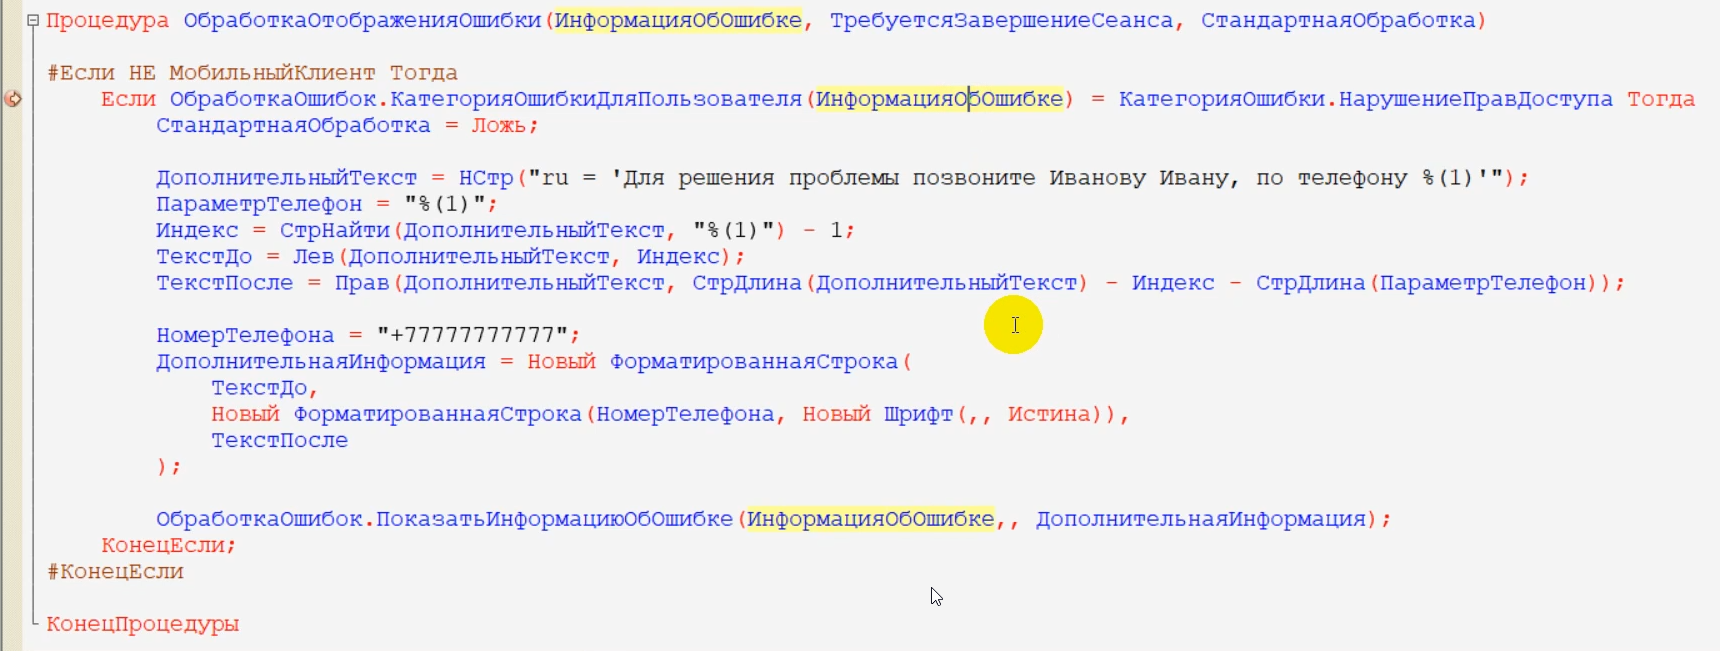 Процедура ОбработкаОтображенияОшибки(ИнформацияОбОшибке, ТребуетсяЗавершениеСеанса, СтандартнаяОбработка)
#Если НЕ МобильныйКлиент Тогда
Если ОбработкаОшибок.КатегорияОшибкиДляПользователя(ИнформацияОбОшибке) = КатегорияОшибки.НарушениеПравДоступа Тогда
СтандартнаяОбработка = Ложь;
ДополнительныйТекст = НСтр("ru = 'Для решения проблемы позвоните Иванову Ивану, по телефону %(1)'");
ПараметрТелефон = "%(1)";
Индекс = СтрНайти(ДополнительныйТекст, "%(1)") - 1;
ТекстДо = Лев(ДополнительныйТекст, Индекс);
ТекстПосле = Прав(ДополнительныйТекст, СтрДлина(ДополнительныйТекст) - Индекс - СтрДлина(ПараметрТелефон));
НомерТелефона = "+77777777777";
ДополнительнаяИнформация = Новый ФорматированнаяСтрока(
ТекстДо,
Новый ФорматированнаяСтрока(НомерТелефона, Новый Шрифт(,, Истина)),
ТекстПосле
);
ОбработкаОшибок.ПоказатьИнформациюОбОшибке(ИнформацияОбОшибке,, ДополнительнаяИнформация);
КонецЕсли;
#КонецЕсли
КонецПроцедуры